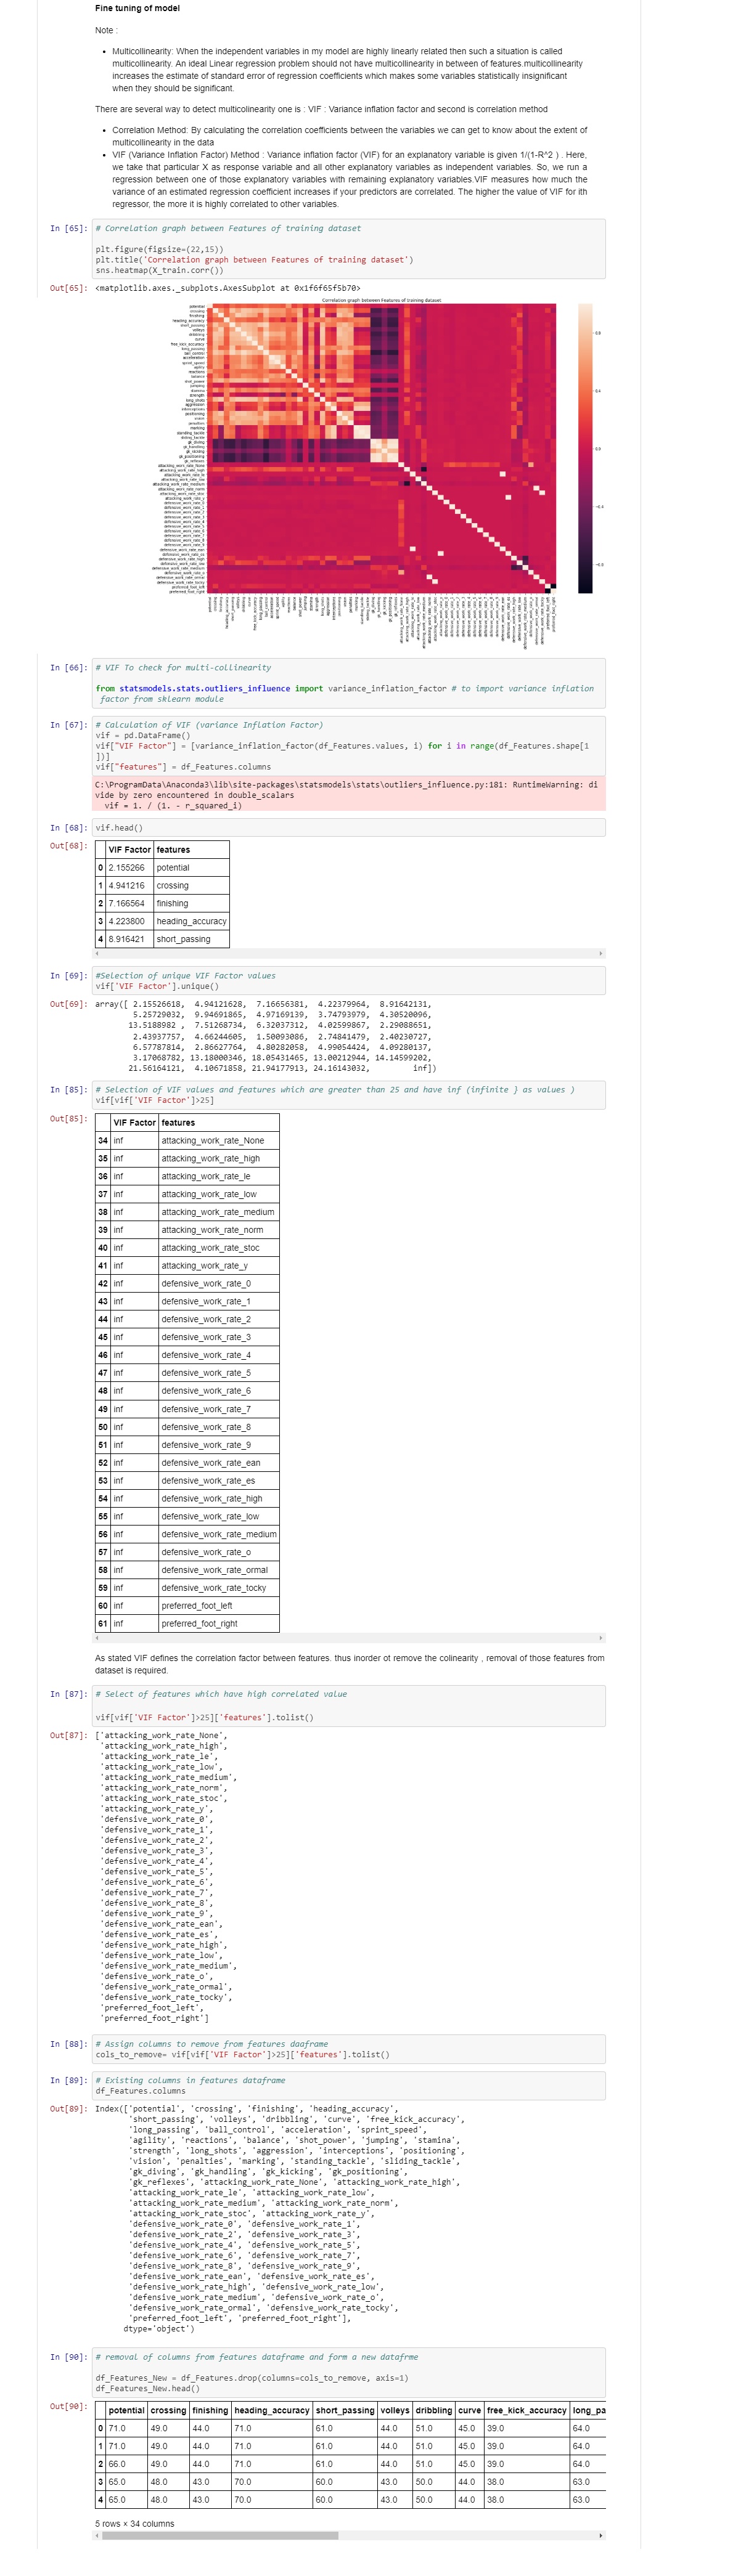 Fine tuning of model
Note :
Multicollinearity: When the independent variables in my model are highly linearly related then such a situation is called
multicollinearity. An ideal Linear regression problem should not have multicollinearity in between of features.multicollinearity
increases the estimate of standard error of regression coefficients which makes some variables statistically insignificant
when they should be significant.
There are several way to detect multicolinearity one is : VIF : Variance inflation factor and second is correlation method
Correlation Method: By calculating the correlation coefficients between the variables we can get to know about the extent of
multicollinearity in the data
VIF (Variance Inflation Factor) Method : Variance inflation factor (VIF) for an explanatory variable is given 1/(1-R^2 ) . Here,
we take that particular X as response variable and all other explanatory variables as independent variables. So, we run a
regression between one of those explanatory variables with remaining explanatory variables.VIF measures how much the
variance of an estimated regression coefficient increases if your predictors are correlated. The higher the value of VIF for ith
regressor, the more it is highly correlated to other variables.
In [65]: # Correlation graph between Features of training dataset
plt.figure(figsize=(22,15))
plt.title('Correlation graph between Features of training dataset')
sns.heatmap(X_train.corr())
Out[65]: <matplotlib.axes._subplots.AxesSubplot at 0x1f6f65f5b70>
Correlation graph between Features of training dataset
In [66]: # VIF To check for multi-collinearity
from statsmodels.stats.outliers_influence import variance_inflation_factor # to import variance inflation
factor from sklearn module
In [67]: # Calculation of VIF (variance Inflation Factor)
vif = pd.DataFrame()
vif["VIF Factor"] = [variance_inflation_factor(df_Features.values, i) for i in range(df_Features.shape[1
])]
vif["features"] = df_Features.columns
C:\ProgramData\Anaconda3\lib\site-packages\statsmodels\stats\outliers_influence.py:181: RuntimeWarning: di
vide by zero encountered in double_scalars
vif = 1. / (1. - r_squared_i)
In [68]: vif.head()
Out[68]:
VIF Factor features
0 2.155266 potential
1 4.941216 crossing
2 7.166564 finishing
3 4.223800 heading_accuracy
4 8.916421 short_passing
In [69]: #Selection of unique VIF Factor values
vif['VIF Factor'].unique()
Out[69]: array([ 2.15526618, 4.94121628, 7.16656381, 4.22379964, 8.91642131,
5.25729032, 9.94691865, 4.97169139, 3.74793979, 4.30520096,
13.5188982 , 7.51268734, 6.32037312, 4.02599867, 2.29088651,
2.43937757, 4.66244605, 1.50093086, 2.74841479, 2.40230727,
6.57787814, 2.86627764, 4.80282058, 4.99054424, 4.09280137,
3.17068782, 13.18000346, 18.05431465, 13.00212944, 14.14599202,
21.56164121, 4.10671858, 21.94177913, 24.16143032, inf])
In [85]: # Selection of VIF values and features which are greater than 25 and have inf (infinite } as values )
vif[vif['VIF Factor']>25]
Out[85]:
VIF Factor features
34 inf attacking_work_rate_None
35 inf attacking_work_rate_high
36 inf attacking_work_rate_le
37 inf attacking_work_rate_low
38 inf attacking_work_rate_medium
39 inf attacking_work_rate_norm
40 inf attacking_work_rate_stoc
41 inf attacking_work_rate_y
42 inf defensive_work_rate_0
43 inf defensive_work_rate_1
44 inf defensive_work_rate_2
45 inf defensive_work_rate_3
46 inf defensive_work_rate_4
47 inf defensive_work_rate_5
48 inf defensive_work_rate_6
49 inf defensive_work_rate_7
50 inf defensive_work_rate_8
51 inf defensive_work_rate_9
52 inf defensive_work_rate_ean
53 inf defensive_work_rate_es
54 inf defensive_work_rate_high
55 inf defensive_work_rate_low
56 inf defensive_work_rate_medium
57 inf defensive_work_rate_o
58 inf defensive_work_rate_ormal
59 inf defensive_work_rate_tocky
60 inf preferred_foot_left
61 inf preferred_foot_right
As stated VIF defines the correlation factor between features. thus inorder ot remove the colinearity , removal of those features from
dataset is required.
In [87]: # Select of features which have high correlated value
vif[vif['VIF Factor']>25]['features'].tolist()
Out[87]: ['attacking_work_rate_None',
'attacking_work_rate_high',
'attacking_work_rate_le',
'attacking_work_rate_low',
'attacking_work_rate_medium',
'attacking_work_rate_norm',
'attacking_work_rate_stoc',
'attacking_work_rate_y',
'defensive_work_rate_0',
'defensive_work_rate_1',
'defensive_work_rate_2',
'defensive_work_rate_3',
'defensive_work_rate_4',
'defensive_work_rate_5',
'defensive_work_rate_6',
'defensive_work_rate_7',
'defensive_work_rate_8',
'defensive_work_rate_9',
'defensive_work_rate_ean',
'defensive_work_rate_es',
'defensive_work_rate_high',
'defensive_work_rate_low',
'defensive_work_rate_medium',
'defensive_work_rate_o',
'defensive_work_rate_ormal',
'defensive_work_rate_tocky',
'preferred_foot_left',
'preferred_foot_right']
In [88]: # Assign columns to remove from features daaframe
cols_to_remove= vif[vif['VIF Factor']>25]['features'].tolist()
In [89]: # Existing columns in features dataframe
df_Features.columns
Out[89]: Index(['potential', 'crossing', 'finishing', 'heading_accuracy',
'short_passing', 'volleys', 'dribbling', 'curve', 'free_kick_accuracy',
'long_passing', 'ball_control', 'acceleration', 'sprint_speed',
'agility', 'reactions', 'balance', 'shot_power', 'jumping', 'stamina',
'strength', 'long_shots', 'aggression', 'interceptions', 'positioning',
'vision', 'penalties', 'marking', 'standing_tackle', 'sliding_tackle',
'gk_diving', 'gk_handling', 'gk_kicking', 'gk_positioning',
'gk_reflexes', 'attacking_work_rate_None', 'attacking_work_rate_high',
'attacking_work_rate_le', 'attacking_work_rate_low',
'attacking_work_rate_medium', 'attacking_work_rate_norm',
'attacking_work_rate_stoc', 'attacking_work_rate_y',
'defensive_work_rate_0', 'defensive_work_rate_1',
'defensive_work_rate_2', 'defensive_work_rate_3',
'defensive_work_rate_4', 'defensive_work_rate_5',
'defensive_work_rate_6', 'defensive_work_rate_7',
'defensive_work_rate_8', 'defensive_work_rate_9',
'defensive_work_rate_ean', 'defensive_work_rate_es',
'defensive_work_rate_high', 'defensive_work_rate_low',
'defensive_work_rate_medium', 'defensive_work_rate_o',
'defensive_work_rate_ormal', 'defensive_work_rate_tocky',
'preferred_foot_left', 'preferred_foot_right'],
dtype='object')
In [90]: # removal of columns from features dataframe and form a new datafrme
df_Features_New = df_Features.drop(columns=cols_to_remove, axis=1)
df_Features_New.head()
Out[90]:
potential crossing finishing heading_accuracy short_passing volleys dribbling curve free_kick_accuracy long_pa
0 71.0 49.0 44.0 71.0 61.0 44.0 51.0 45.0 39.0 64.0
1 71.0 49.0 44.0 71.0 61.0 44.0 51.0 45.0 39.0 64.0
2 66.0 49.0 44.0 71.0 61.0 44.0 51.0 45.0 39.0 64.0
3 65.0 48.0 43.0 70.0 60.0 43.0 50.0 44.0 38.0 63.0
4 65.0 48.0 43.0 70.0 60.0 43.0 50.0 44.0 38.0 63.0
5 rows × 34 columns